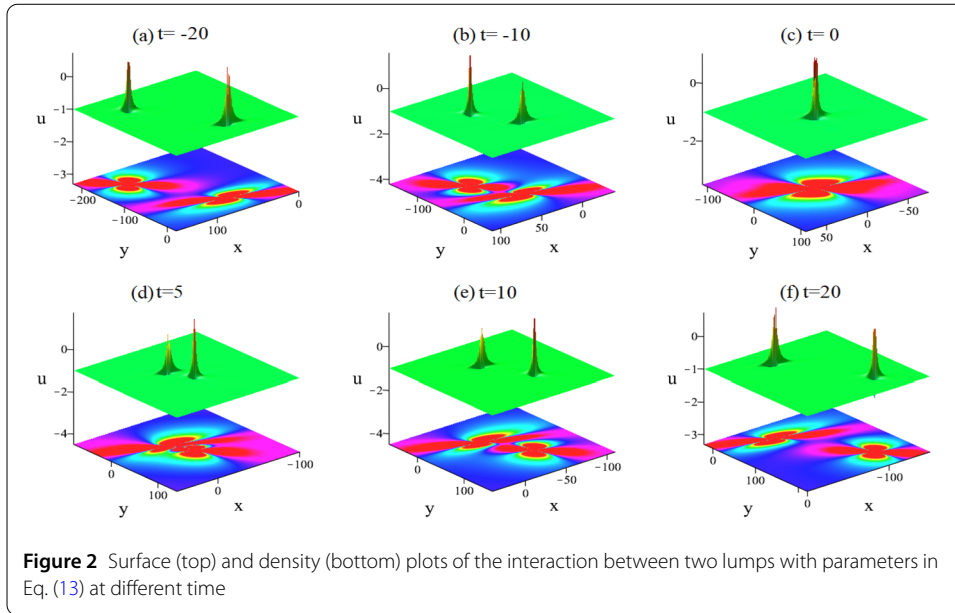 (a) t= -20
(b) t= -10
(c) t= 0
0
-1
-2
-3
u
-200
-100
0
y
100
0
x
0
-2
-4
u
-100
0
y
100
50
0
x
0
-2
u
-100
0
100
y
50
0
-50
x
(d) t=5
(e) t=10
(f) t=20
0
-2
-4
u
0
100
y
0
-100
x
0
-2
-4
u
0
100
y
0
-50
-100
x
0
-1
-2
-3
u
0
100
y
0
-100
x
Figure 2 Surface (top) and density (bottom) plots of the interaction between two lumps with parameters in
Eq. (13) at different time